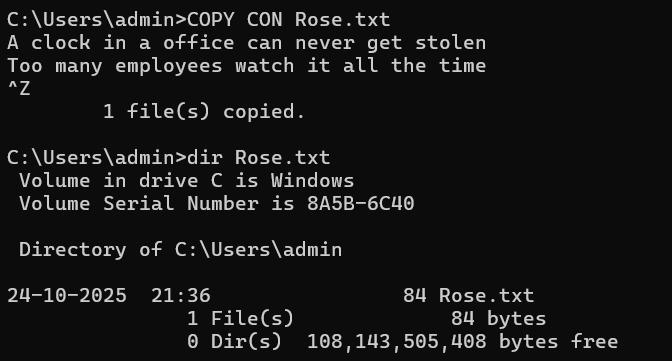 C:\Users\admin>COPY CON Rose.txt
A clock in a office can never get stolen
Too many employees watch it all the time
^Z
        1 file(s) copied.

C:\Users\admin>dir Rose.txt
 Volume in drive C is Windows
 Volume Serial Number is 8A5B-6C40

 Directory of C:\Users\admin

24-10-2025  21:36                84 Rose.txt
               1 File(s)             84 bytes
               0 Dir(s)  108,143,505,408 bytes free